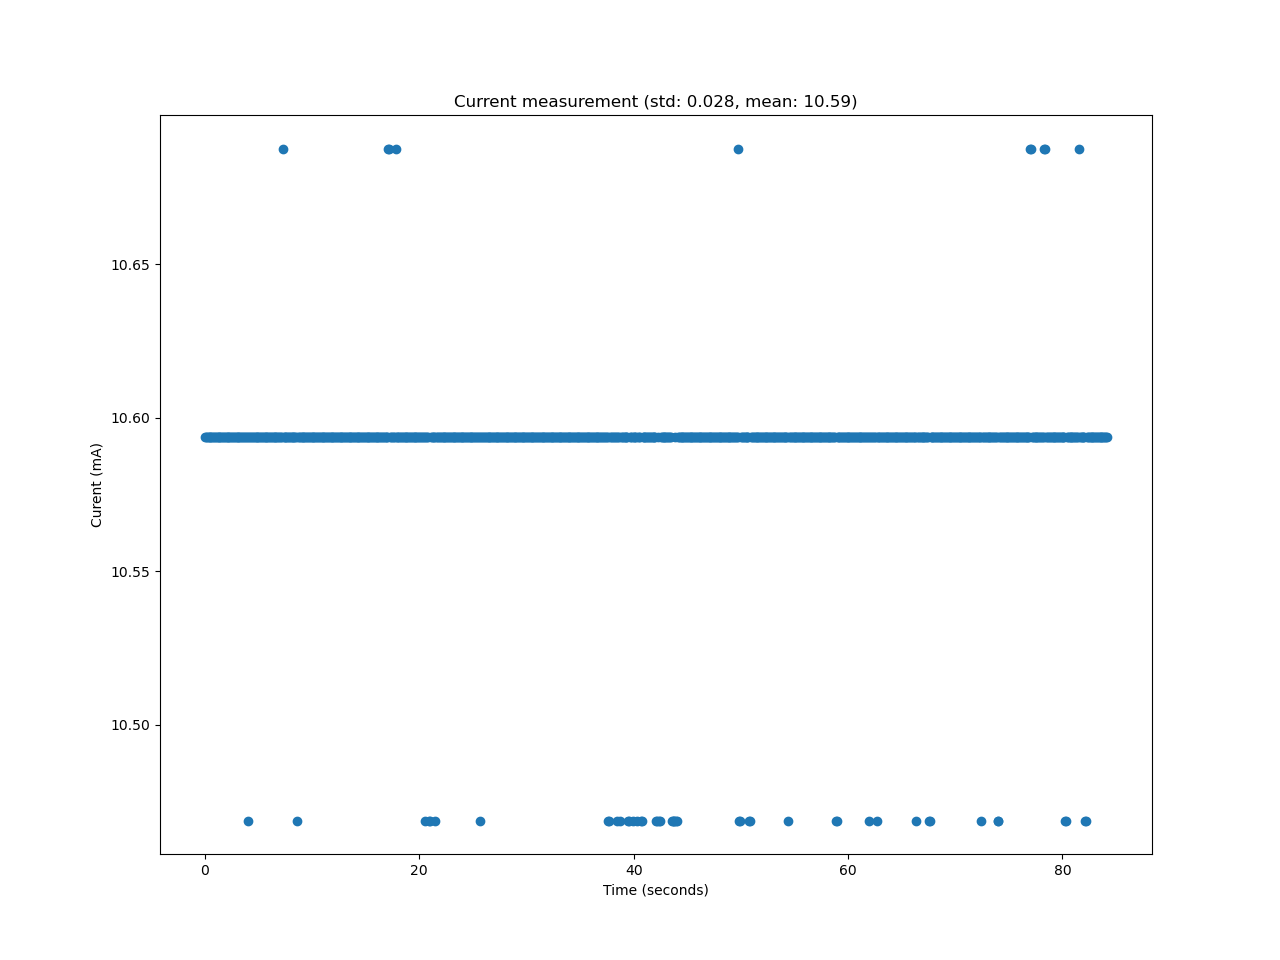 Current measurement (std: 0.028, mean: 10.59)
10.65
10.60
10.55
10.50
Curent (mA)
0 20 40 60 80
Time (seconds)